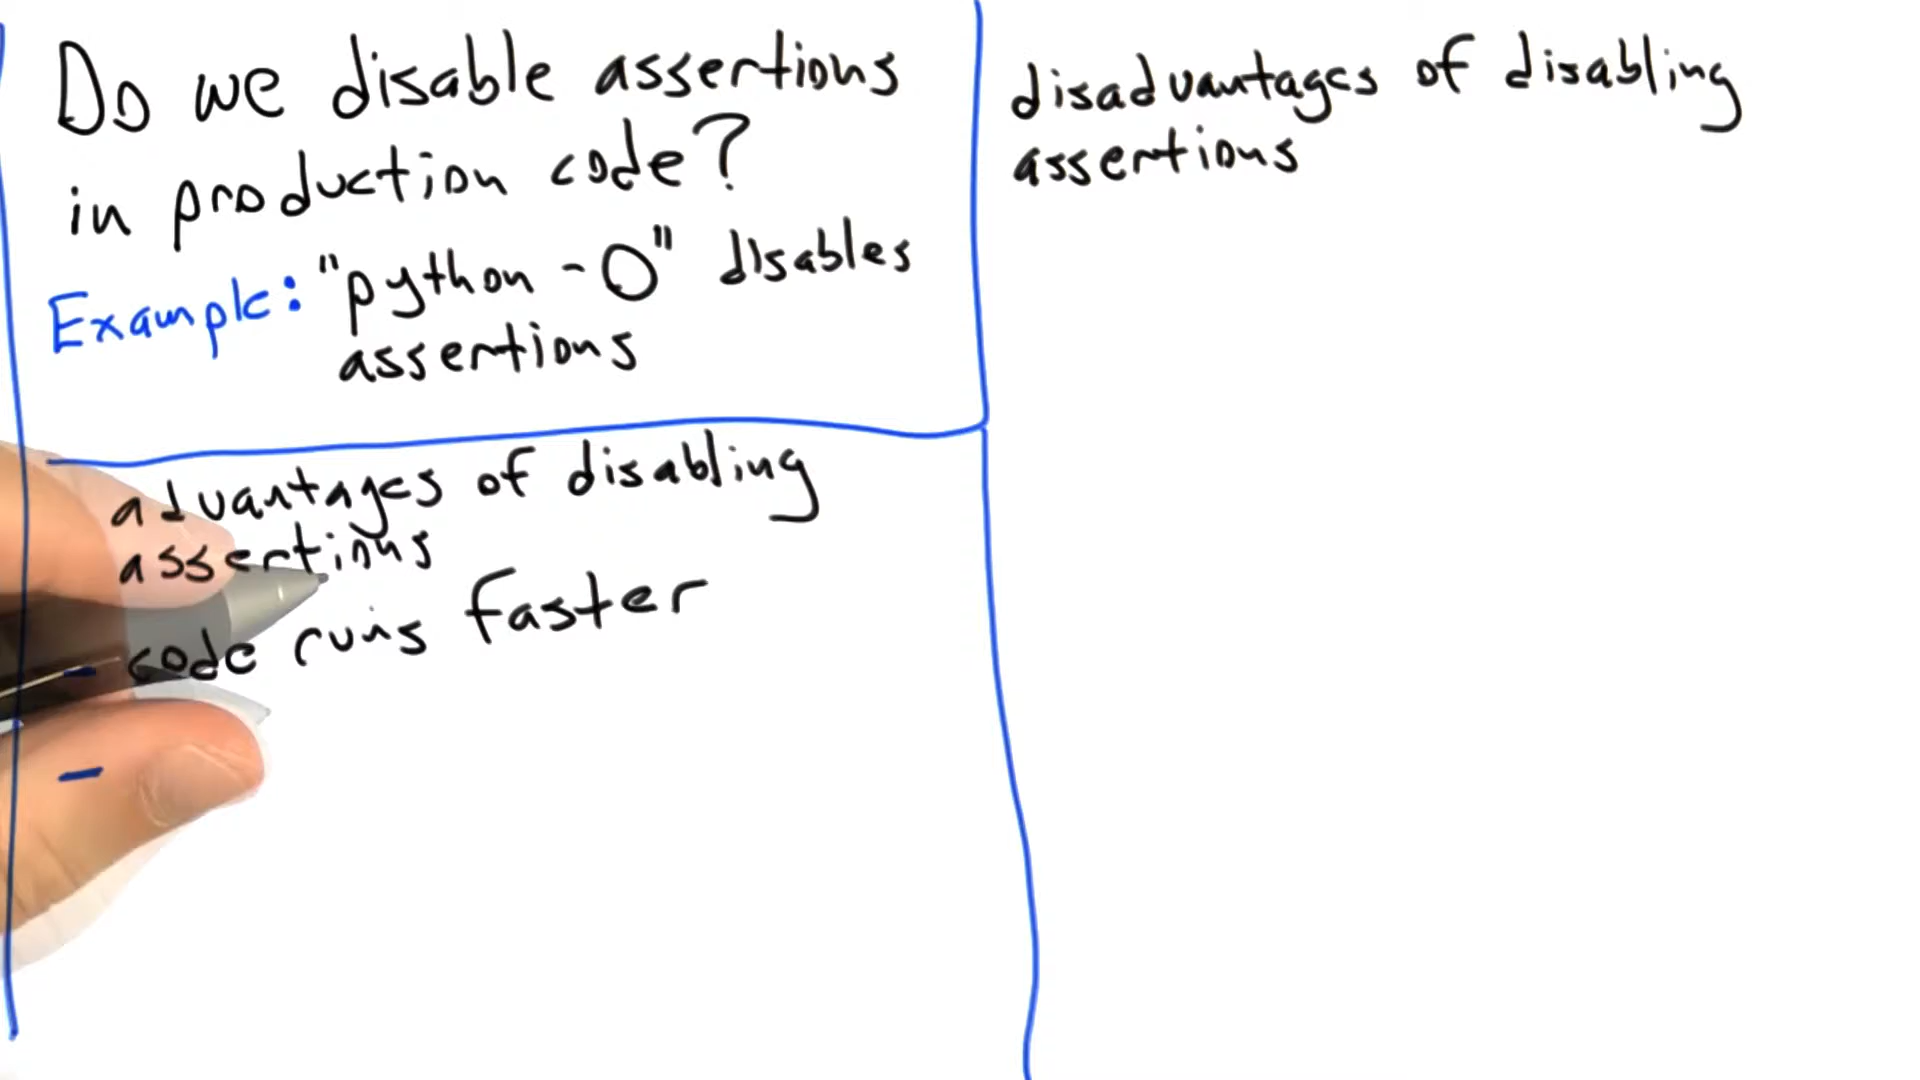 Do we disable assertions
in production code?
Example: "python -O" disables
assertions
advantages of disabling
assertions
- code runs faster
-
disadvantages of disabling
assertions